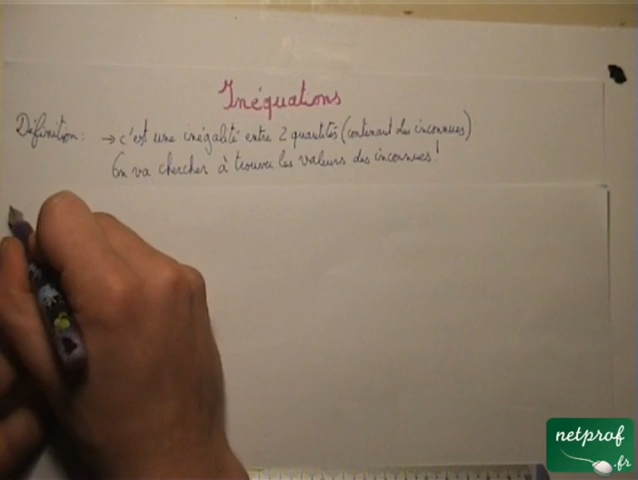 Inéquations
Définition : → c'est une inégalité entre 2 quantités (contenant des inconnues)
On va chercher à trouver les valeurs des inconnues !
netprof
.fr